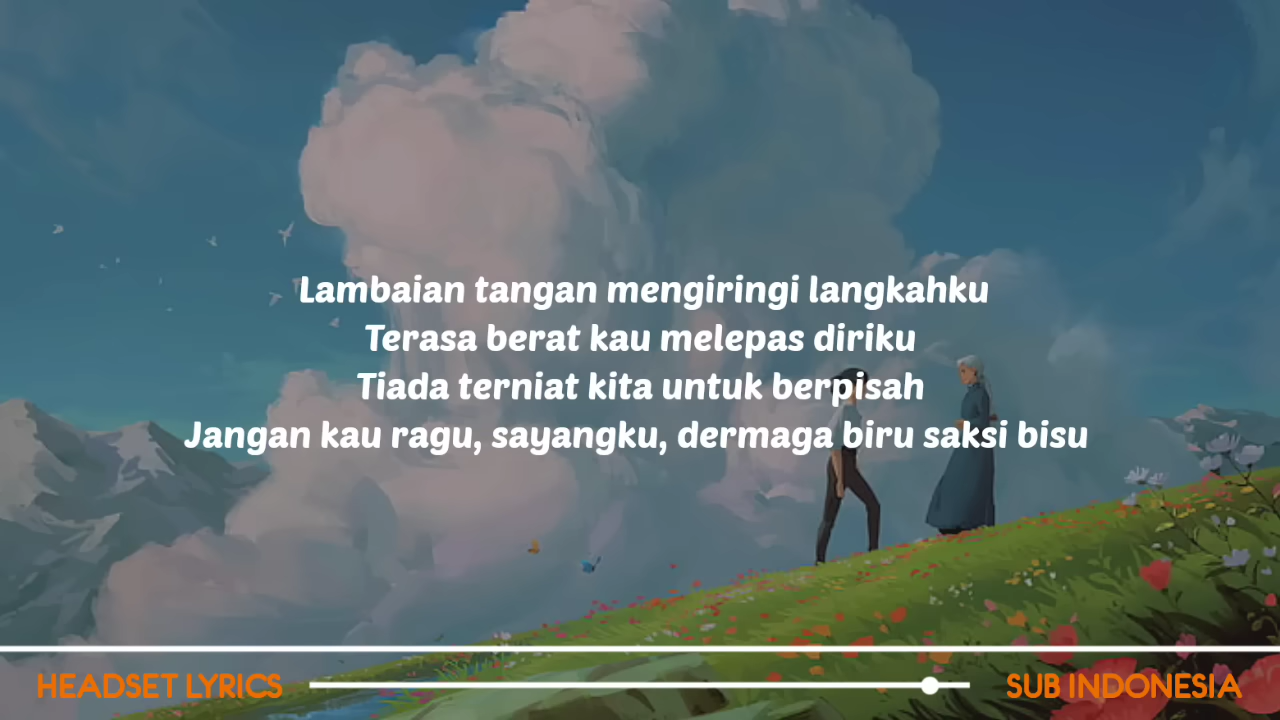 Lambaian tangan mengiringi langkahku
Terasa berat kau melepas diriku
Tiada terniat kita untuk berpisah
Jangan kau ragu, sayangku, dermaga biru saksi bisu
HEADSET LYRICS
SUB INDONESIA